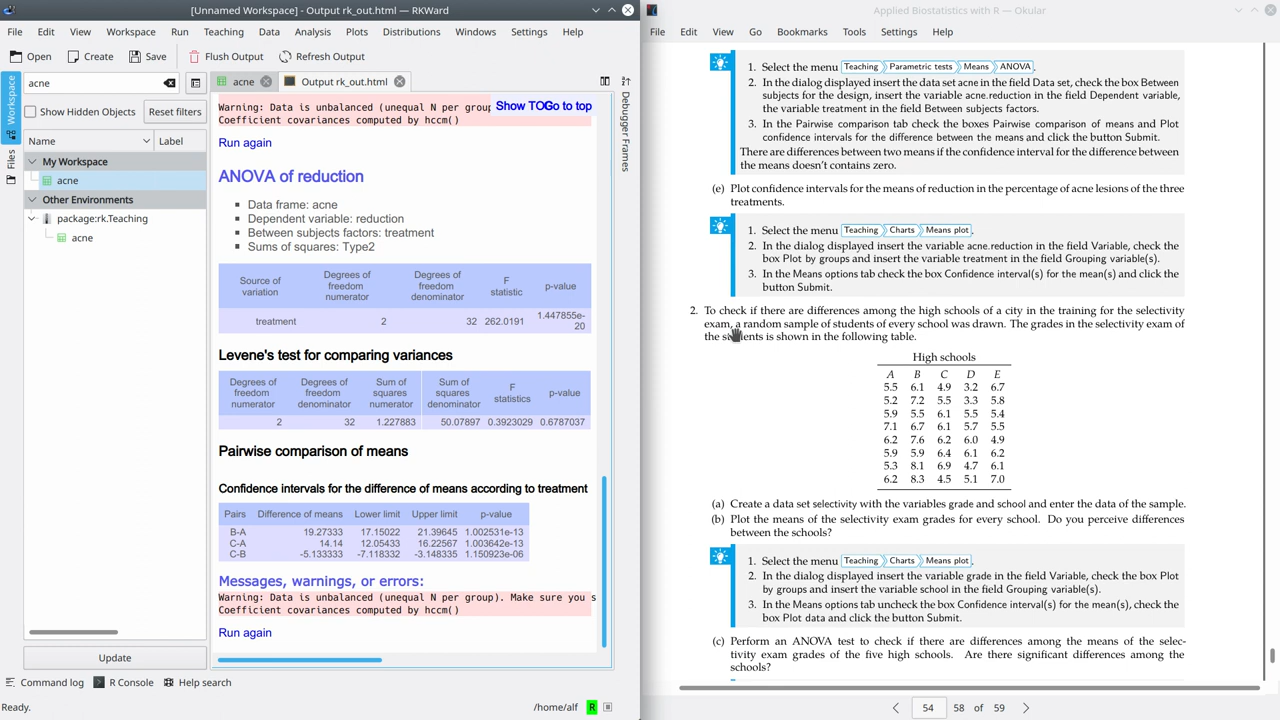 [Unnamed Workspace] - Output rk_out.html — RKWard
File Edit View Workspace Run Teaching Data Analysis Plots Distributions Windows Settings Help
Open Create Save Flush Output Refresh Output
Workspace
Files
acne
Show Hidden Objects Reset filters
Name Label
My Workspace
acne
Other Environments
package:rk.Teaching
acne
Update
acne Output rk_out.html
Debugger Frames
Warning: Data is unbalanced (unequal N per group
Show TOGo to top
Coefficient covariances computed by hccm()
Run again
ANOVA of reduction
Data frame: acne
Dependent variable: reduction
Between subjects factors: treatment
Sums of squares: Type2
Source of variation Degrees of freedom numerator Degrees of freedom denominator F statistic p-value
treatment 2 32 262.0191 1.447855e-20
Levene's test for comparing variances
Degrees of freedom numerator Degrees of freedom denominator Sum of squares numerator Sum of squares denominator F statistics p-value
2 32 1.227883 50.07897 0.3923029 0.6787037
Pairwise comparison of means
Confidence intervals for the difference of means according to treatment
Pairs Difference of means Lower limit Upper limit p-value
B-A 19.27333 17.15022 21.39645 1.002531e-13
C-A 14.14 12.05433 16.22567 1.003642e-13
C-B -5.133333 -7.118332 -3.148335 1.150923e-06
Messages, warnings, or errors:
Warning: Data is unbalanced (unequal N per group). Make sure you s
Coefficient covariances computed by hccm()
Run again
Command log R Console Help search
Ready. /home/alf R
Applied Biostatistics with R — Okular
File Edit View Go Bookmarks Tools Settings Help
1. Select the menu Teaching Parametric tests Means ANOVA.
2. In the dialog displayed insert the data set acne in the field Data set, check the box Between
subjects for the design, insert the variable acne.reduction in the field Dependent variable,
the variable treatment in the field Between subjects factors.
3. In the Pairwise comparison tab check the boxes Pairwise comparison of means and Plot
confidence intervals for the difference between the means and click the button Submit.
There are differences between two means if the confidence interval for the difference between
the means doesn't contains zero.
(e) Plot confidence intervals for the means of reduction in the percentage of acne lesions of the three
treatments.
1. Select the menu Teaching Charts Means plot.
2. In the dialog displayed insert the variable acne.reduction in the field Variable, check the
box Plot by groups and insert the variable treatment in the field Grouping variable(s).
3. In the Means options tab check the box Confidence interval(s) for the mean(s) and click the
button Submit.
2. To check if there are differences among the high schools of a city in the training for the selectivity
exam, a random sample of students of every school was drawn. The grades in the selectivity exam of
the students is shown in the following table.
High schools
A B C D E
5.5 6.1 4.9 3.2 6.7
5.2 7.2 5.5 3.3 5.8
5.9 5.5 6.1 5.5 5.4
7.1 6.7 6.1 5.7 5.5
6.2 7.6 6.2 6.0 4.9
5.9 5.9 6.4 6.1 6.2
5.3 8.1 6.9 4.7 6.1
6.2 8.3 4.5 5.1 7.0
(a) Create a data set selectivity with the variables grade and school and enter the data of the sample.
(b) Plot the means of the selectivity exam grades for every school. Do you perceive differences
between the schools?
1. Select the menu Teaching Charts Means plot.
2. In the dialog displayed insert the variable grade in the field Variable, check the box Plot
by groups and insert the variable school in the field Grouping variable(s).
3. In the Means options tab uncheck the box Confidence interval(s) for the mean(s), check the
box Plot data and click the button Submit.
(c) Perform an ANOVA test to check if there are differences among the means of the selec-
tivity exam grades of the five high schools. Are there significant differences among the
schools?
54 58 of 59